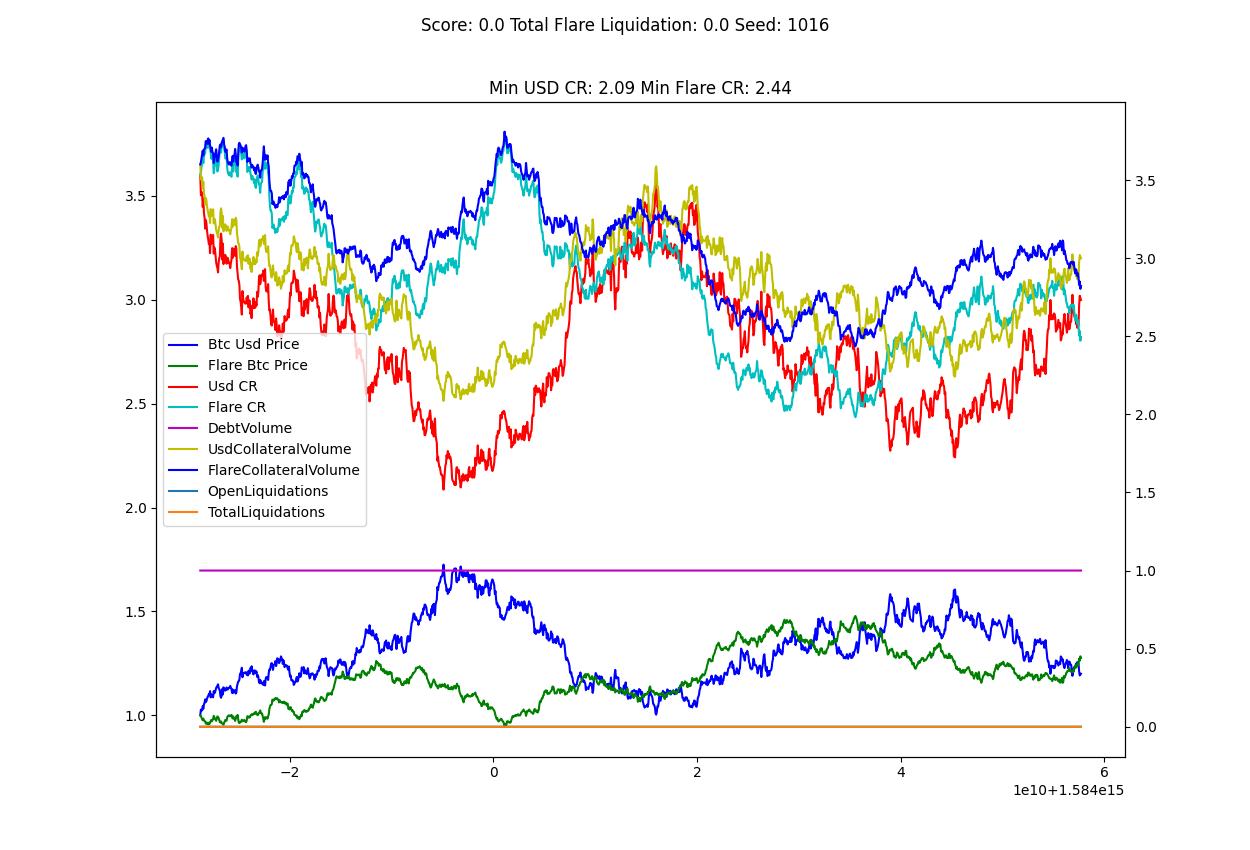 Score: 0.0 Total Flare Liquidation: 0.0 Seed: 1016
Min USD CR: 2.09 Min Flare CR: 2.44
3.5
3.0
2.5
2.0
1.5
1.0
Btc Usd Price
Flare Btc Price
Usd CR
Flare CR
DebtVolume
UsdCollateralVolume
FlareCollateralVolume
OpenLiquidations
TotalLiquidations
3.5
3.0
2.5
2.0
1.5
1.0
0.5
0.0
−2 0 2 4 6
1e10+1.584e15